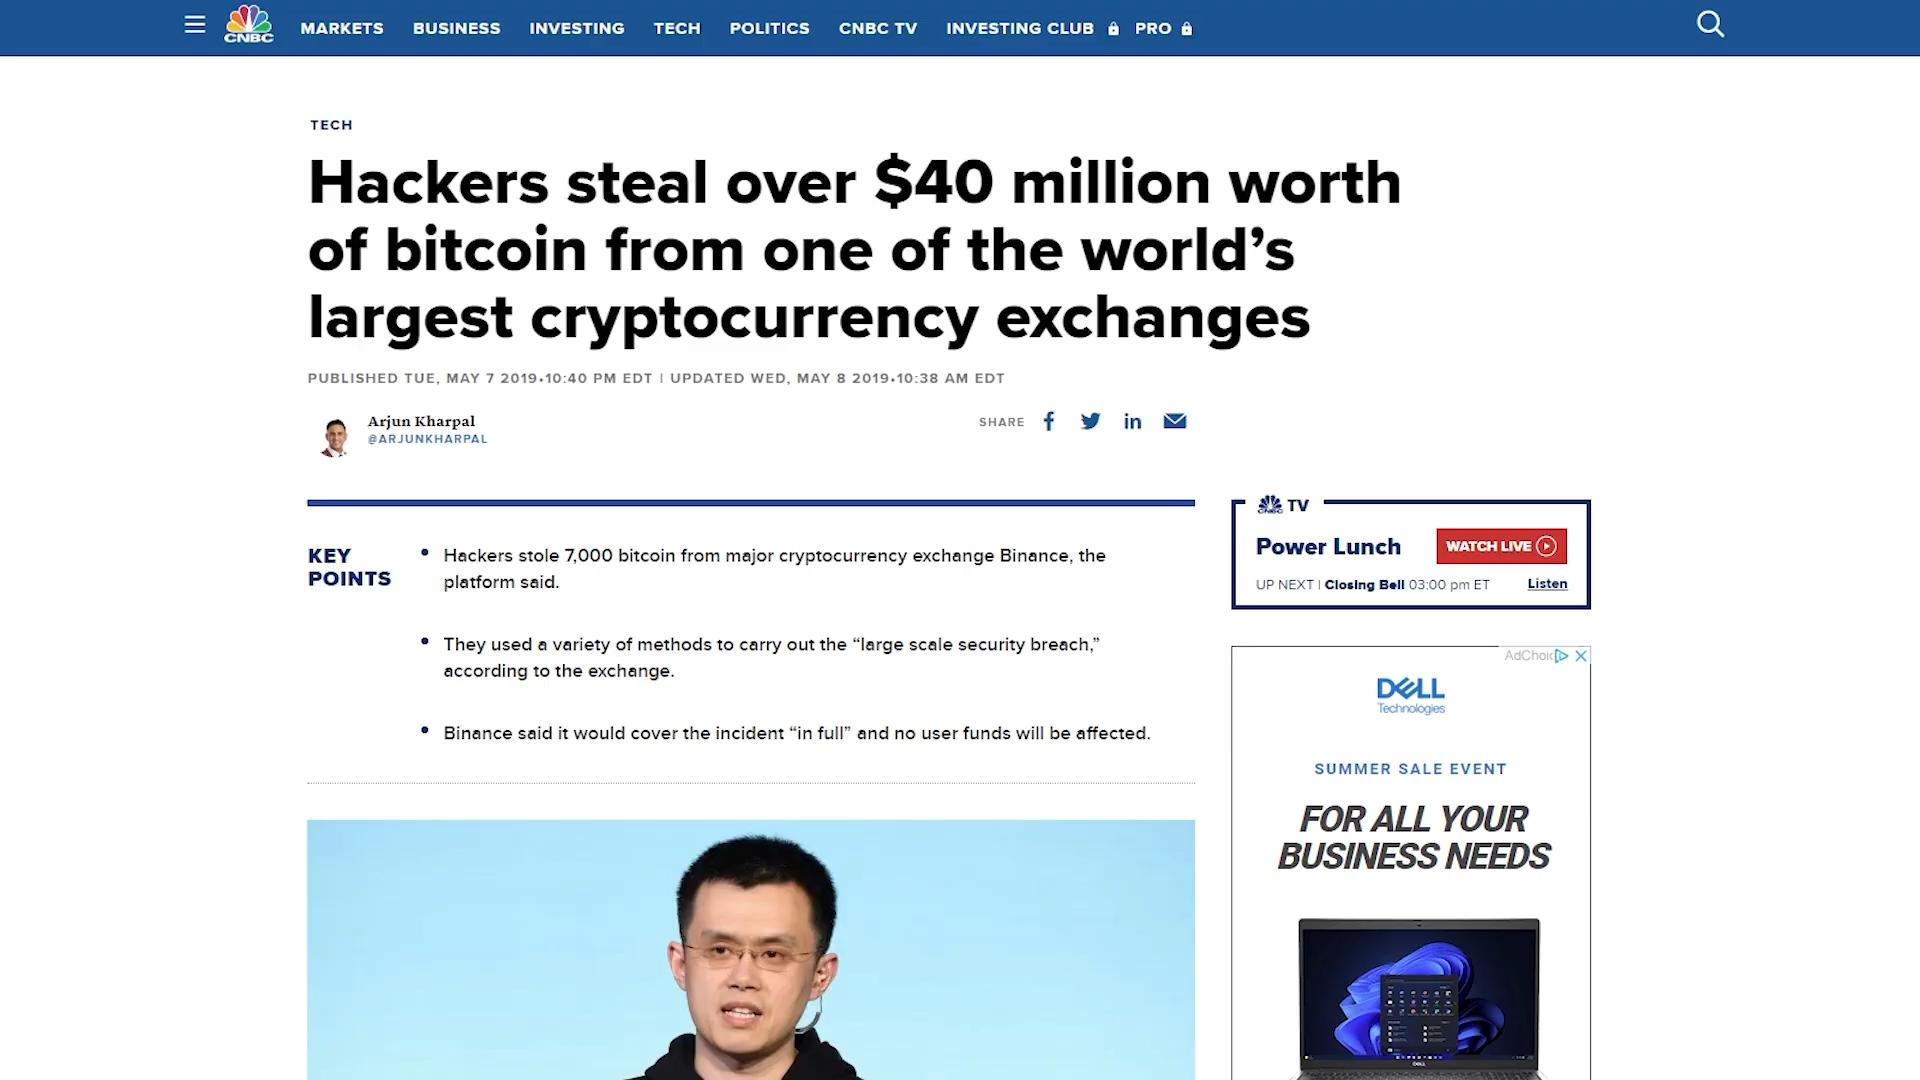 CNBC
MARKETS BUSINESS INVESTING TECH POLITICS CNBC TV INVESTING CLUB PRO
TECH
Hackers steal over $40 million worth
of bitcoin from one of the world’s
largest cryptocurrency exchanges
PUBLISHED TUE, MAY 7 2019•10:40 PM EDT | UPDATED WED, MAY 8 2019•10:38 AM EDT
Arjun Kharpal
@ARJUNKHARPAL
SHARE
KEY
POINTS
Hackers stole 7,000 bitcoin from major cryptocurrency exchange Binance, the
platform said.
They used a variety of methods to carry out the “large scale security breach,”
according to the exchange.
Binance said it would cover the incident “in full” and no user funds will be affected.
CNBC TV
Power Lunch
WATCH LIVE
UP NEXT | Closing Bell 03:00 pm ET
Listen
AdChoic
DELL
Technologies
SUMMER SALE EVENT
FOR ALL YOUR
BUSINESS NEEDS
DELL